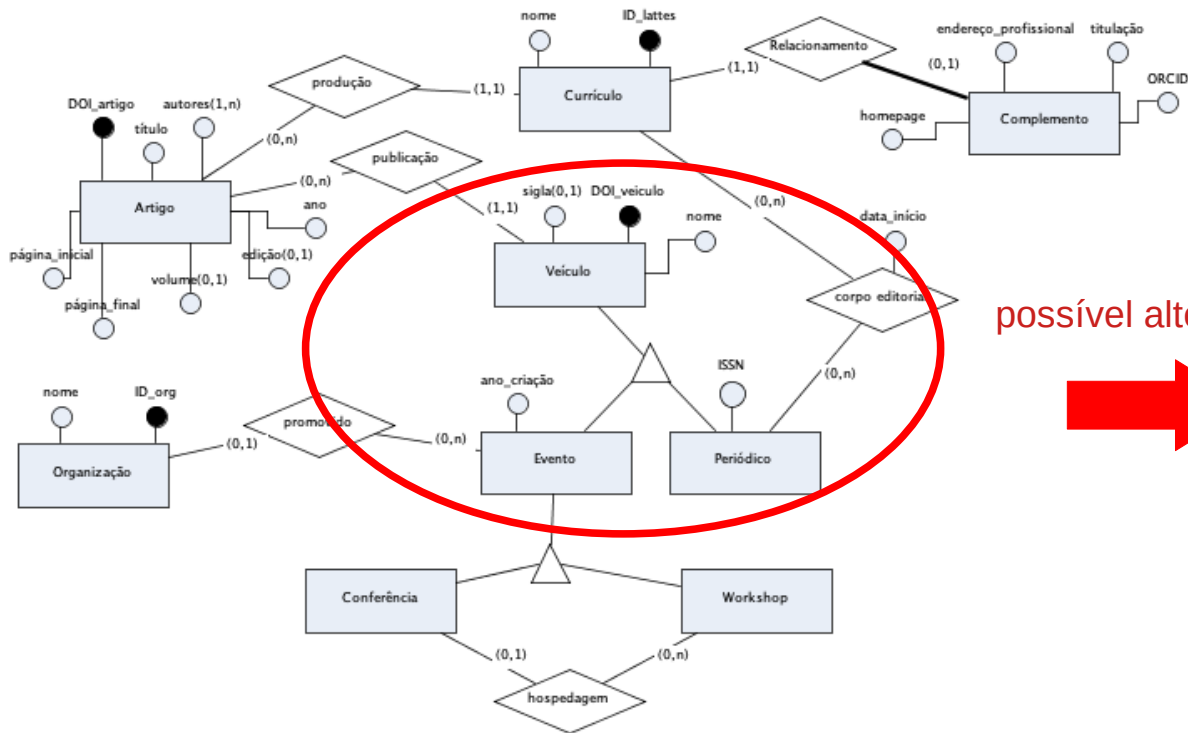 nome
ID_lattes
Relacionamento
endereço_profissional
titulação
ORCID
homepage
Complemento
(0,1)
(1,1)
Currículo
(1,1)
produção
(0,n)
DOI_artigo
autores(1,n)
título
Artigo
ano
página_inicial
página_final
volume(0,1)
edição(0,1)
publicação
(0,n)
(1,1)
sigla(0,1)
DOI_veiculo
nome
Veículo
(0,n)
data_início
corpo editorial
(0,n)
possível alte
ISSN
ano_criação
nome
ID_org
Organização
(0,1)
promovido
(0,n)
Evento
Periódico
Conferência
Workshop
(0,1)
(0,n)
hospedagem